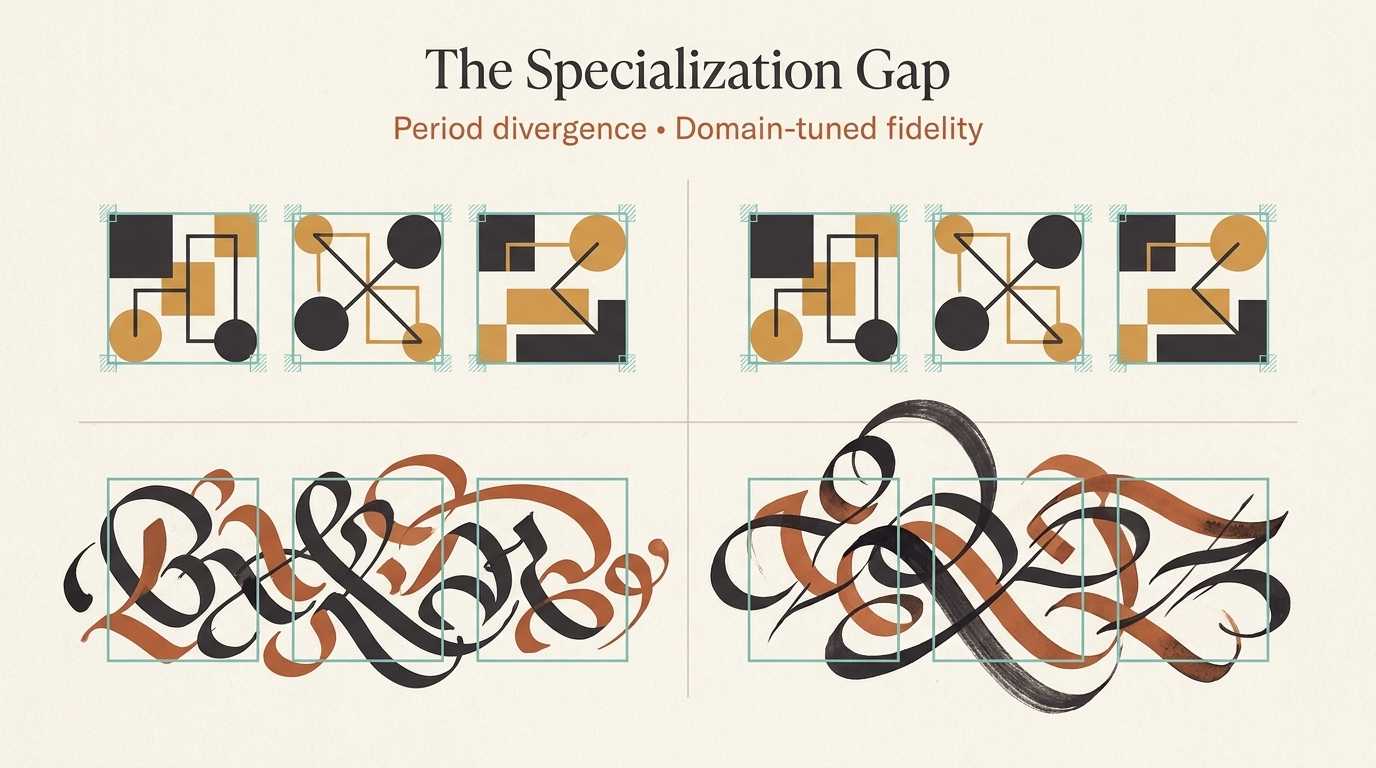 The Specialization Gap
Period divergence • Domain-tuned fidelity